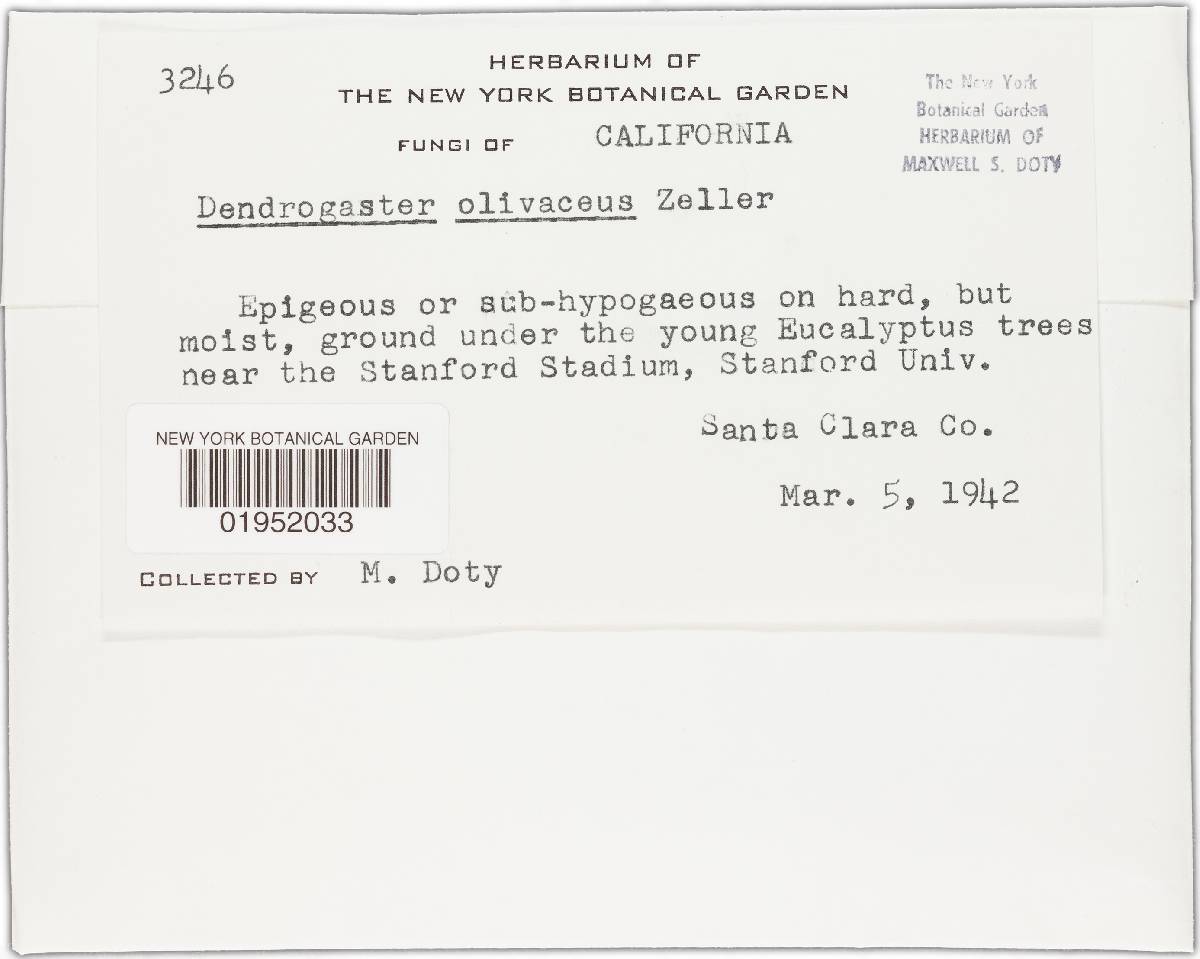 3246
HERBARIUM OF
THE NEW YORK BOTANICAL GARDEN
FUNGI OF CALIFORNIA
The New York
Botanical Garden
HERBARIUM OF
MAXWELL S. DOTY
Dendrogaster olivaceus Zeller
Epigeous or sub-hypogaeous on hard, but
moist, ground under the young Eucalyptus trees
near the Stanford Stadium, Stanford Univ.
Santa Clara Co.
Mar. 5, 1942
NEW YORK BOTANICAL GARDEN
01952033
COLLECTED BY M. Doty